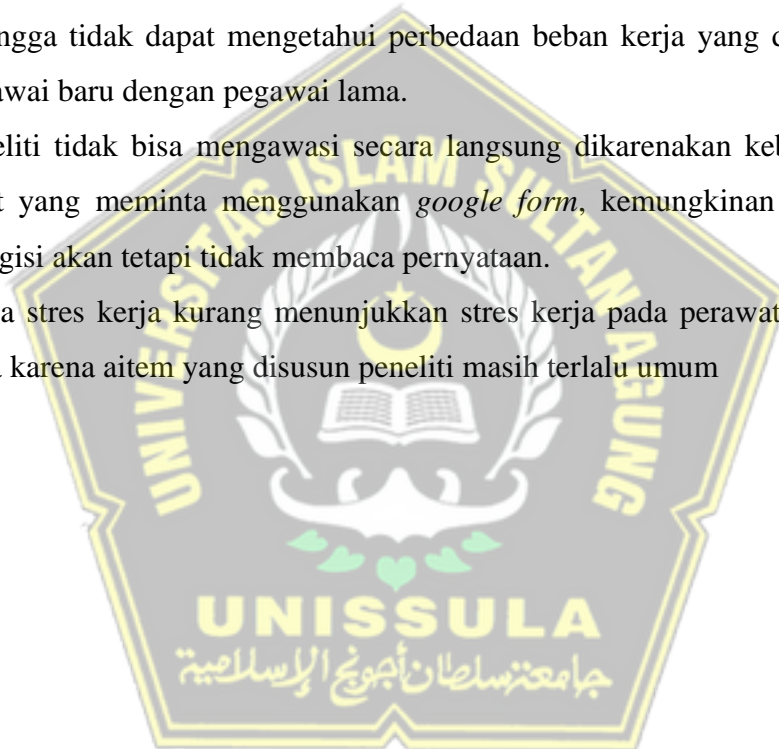 ngga tidak dapat mengetahui perbedaan beban kerja yang d
awai baru dengan pegawai lama.
eliti tidak bisa mengawasi secara langsung dikarenakan keb
t yang meminta menggunakan google form, kemungkinan
gisi akan tetapi tidak membaca pernyataan.
a stres kerja kurang menunjukkan stres kerja pada perawat
a karena aitem yang disusun peneliti masih terlalu umum
UNIVERSITAS ISLAM SULTAN AGUNG
UNISSULA
جامعة سلطان أجونج الإسلامية